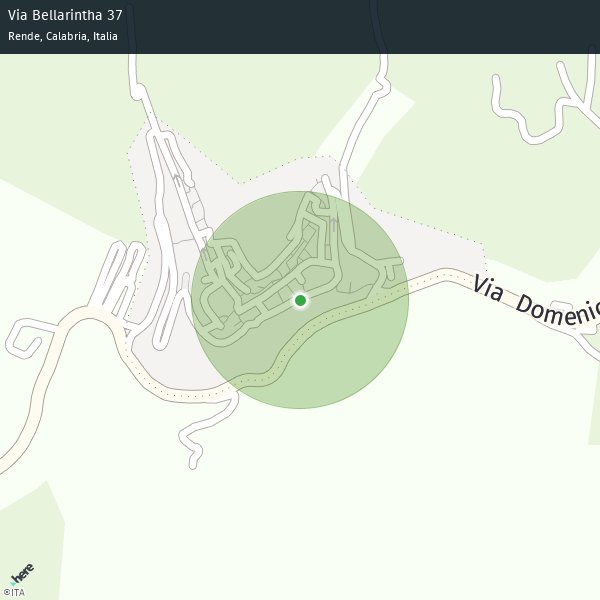 Via Bellarintha 37
Rende, Calabria, Italia
Via Domenic
here
©ITA